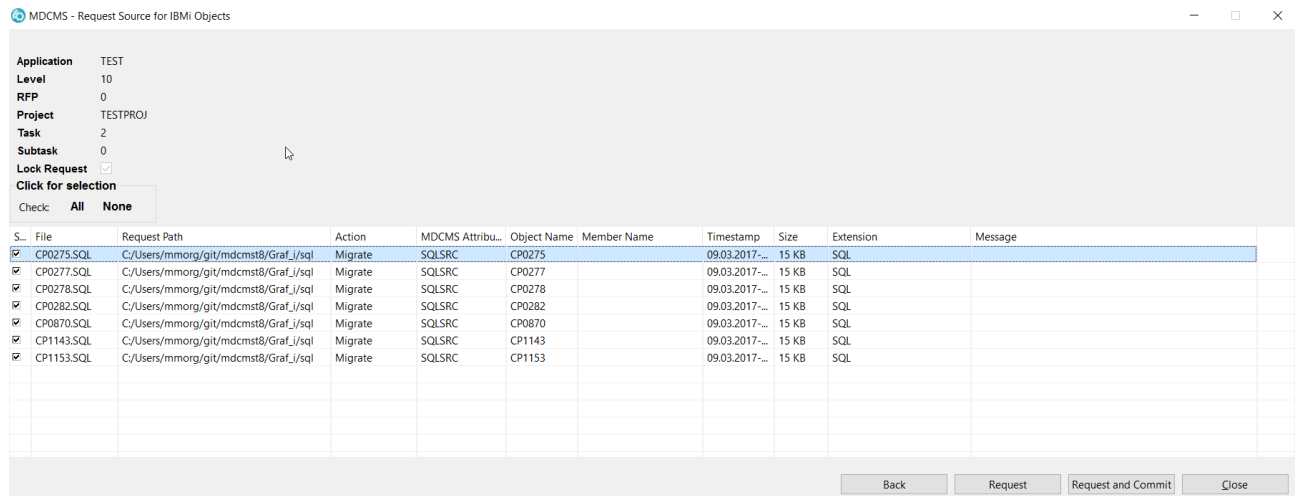 MDCMS - Request Source for IBMi Objects
Application TEST
Level 10
RFP 0
Project TESTPROJ
Task 2
Subtask 0
Lock Request
Click for selection
Check: All None
S... File Request Path Action MDCMS Attribu... Object Name Member Name Timestamp Size Extension Message
CP0275.SQL C:/Users/mmorg/git/mdcmst8/Graf_i/sql Migrate SQLSRC CP0275 09.03.2017-... 15 KB SQL
CP0277.SQL C:/Users/mmorg/git/mdcmst8/Graf_i/sql Migrate SQLSRC CP0277 09.03.2017-... 15 KB SQL
CP0278.SQL C:/Users/mmorg/git/mdcmst8/Graf_i/sql Migrate SQLSRC CP0278 09.03.2017-... 15 KB SQL
CP0282.SQL C:/Users/mmorg/git/mdcmst8/Graf_i/sql Migrate SQLSRC CP0282 09.03.2017-... 15 KB SQL
CP0870.SQL C:/Users/mmorg/git/mdcmst8/Graf_i/sql Migrate SQLSRC CP0870 09.03.2017-... 15 KB SQL
CP1143.SQL C:/Users/mmorg/git/mdcmst8/Graf_i/sql Migrate SQLSRC CP1143 09.03.2017-... 15 KB SQL
CP1153.SQL C:/Users/mmorg/git/mdcmst8/Graf_i/sql Migrate SQLSRC CP1153 09.03.2017-... 15 KB SQL
Back Request Request and Commit Close